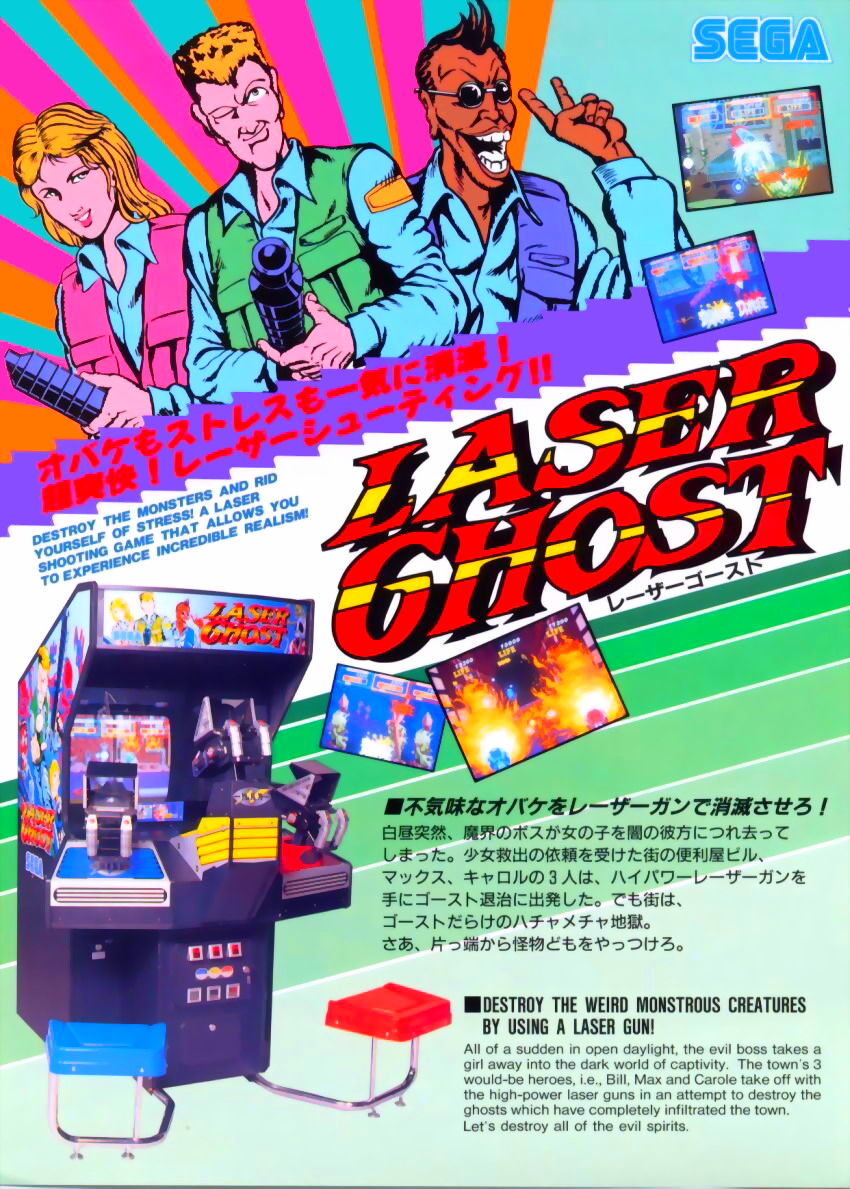 SEGA
オバケもストレスも一気に消滅!
超爽快!レーザーシューティング!!
DESTROY THE MONSTERS AND RID
YOURSELF OF STRESS! A LASER
SHOOTING GAME THAT ALLOWS YOU
TO EXPERIENCE INCREDIBLE REALISM!
LASER
GHOST
レーザーゴースト
LASER
GHOST
SEGA
LASER
GHOST
SEGA
LIFE
LIFE
LIFE
■不気味なオバケをレーザーガンで消滅させろ!
白昼突然、魔界のボスが女の子を闇の彼方につれ去って
しまった。少女救出の依頼を受けた街の便利屋ビル、
マックス、キャロルの3人は、ハイパワーレーザーガンを
手にゴースト退治に出発した。でも街は、
ゴーストだらけのハチャメチャ地獄。
さあ、片っ端から怪物どもをやっつけろ。
■DESTROY THE WEIRD MONSTROUS CREATURES
BY USING A LASER GUN!
All of a sudden in open daylight, the evil boss takes a
girl away into the dark world of captivity. The town's 3
would-be heroes, i.e., Bill, Max and Carole take off with
the high-power laser guns in an attempt to destroy the
ghosts which have completely infiltrated the town.
Let's destroy all of the evil spirits.